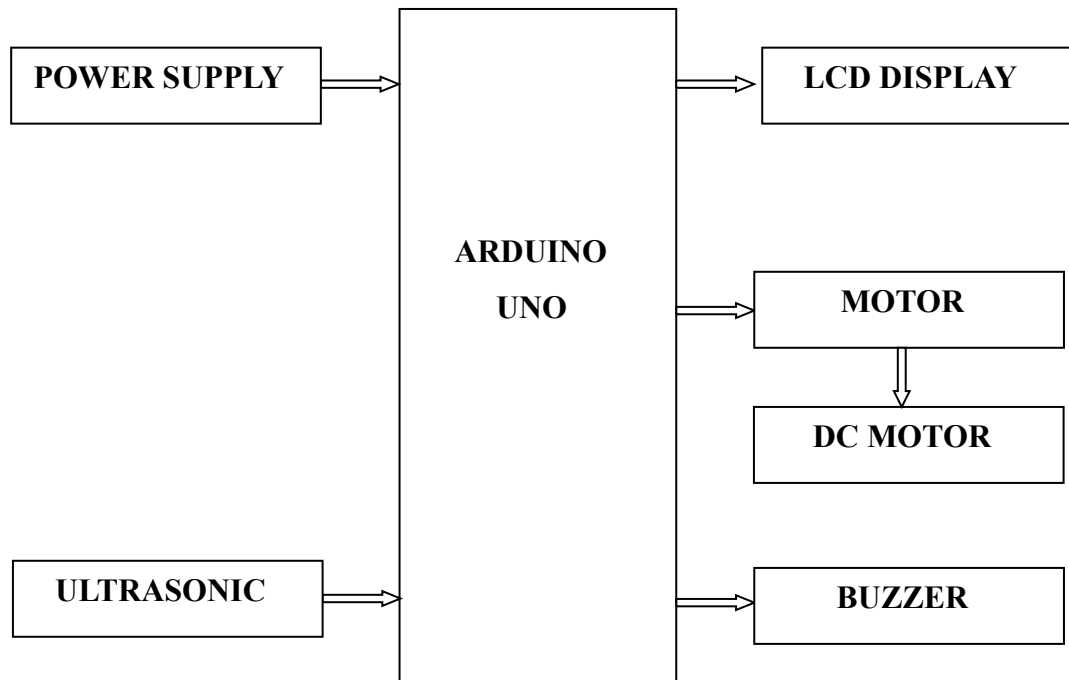 POWER SUPPLY
LCD DISPLAY
ARDUINO
UNO
MOTOR
DC MOTOR
ULTRASONIC
BUZZER